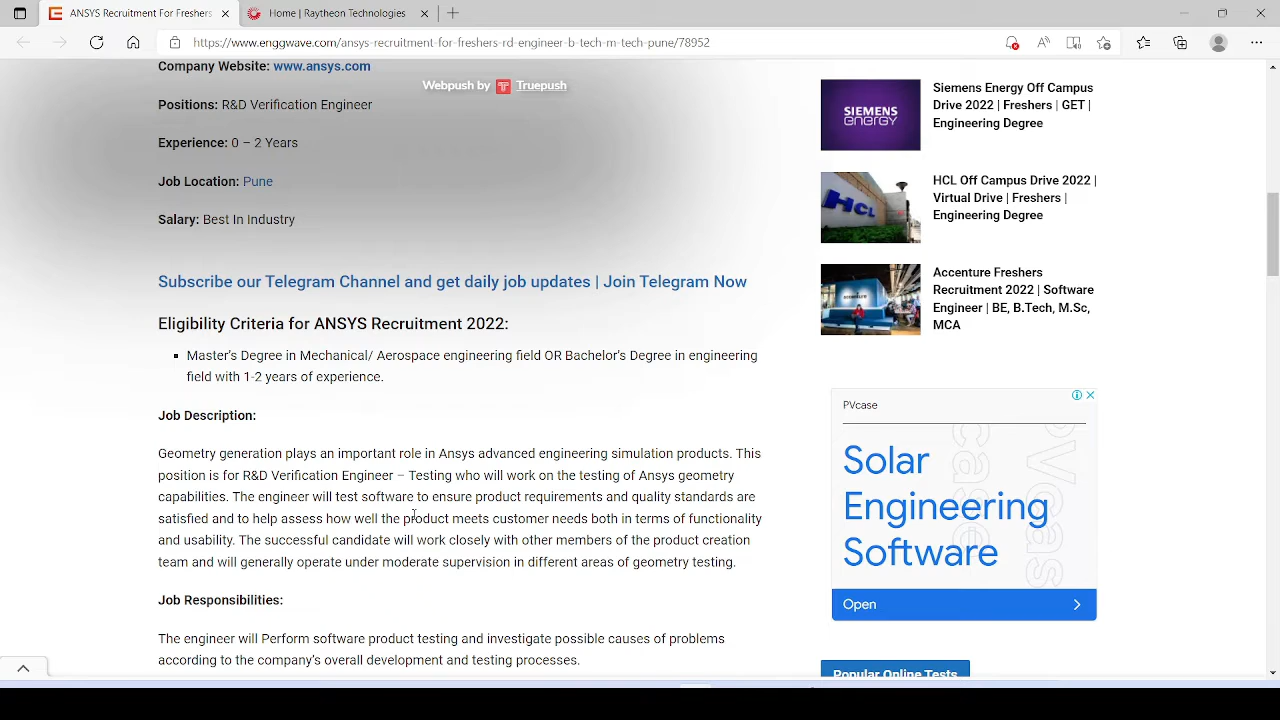 ANSYS Recruitment For Freshers
Home | Raytheon Technologies
https://www.enggwave.com/ansys-recruitment-for-freshers-rd-engineer-b-tech-m-tech-pune/78952
Company Website: www.ansys.com
Webpush by Truepush
Positions: R&D Verification Engineer
Experience: 0 – 2 Years
Job Location: Pune
Salary: Best In Industry
Subscribe our Telegram Channel and get daily job updates | Join Telegram Now
Eligibility Criteria for ANSYS Recruitment 2022:
Master's Degree in Mechanical/ Aerospace engineering field OR Bachelor's Degree in engineering
field with 1-2 years of experience.
Job Description:
Geometry generation plays an important role in Ansys advanced engineering simulation products. This
position is for R&D Verification Engineer – Testing who will work on the testing of Ansys geometry
capabilities. The engineer will test software to ensure product requirements and quality standards are
satisfied and to help assess how well the product meets customer needs both in terms of functionality
and usability. The successful candidate will work closely with other members of the product creation
team and will generally operate under moderate supervision in different areas of geometry testing.
Job Responsibilities:
The engineer will Perform software product testing and investigate possible causes of problems
according to the company's overall development and testing processes.
SIEMENS
energy
Siemens Energy Off Campus
Drive 2022 | Freshers | GET |
Engineering Degree
HCL
HCL Off Campus Drive 2022 |
Virtual Drive | Freshers |
Engineering Degree
Accenture Freshers
Recruitment 2022 | Software
Engineer | BE, B.Tech, M.Sc,
MCA
PVcase
Solar
Engineering
Software
Open
Popular Online Tests